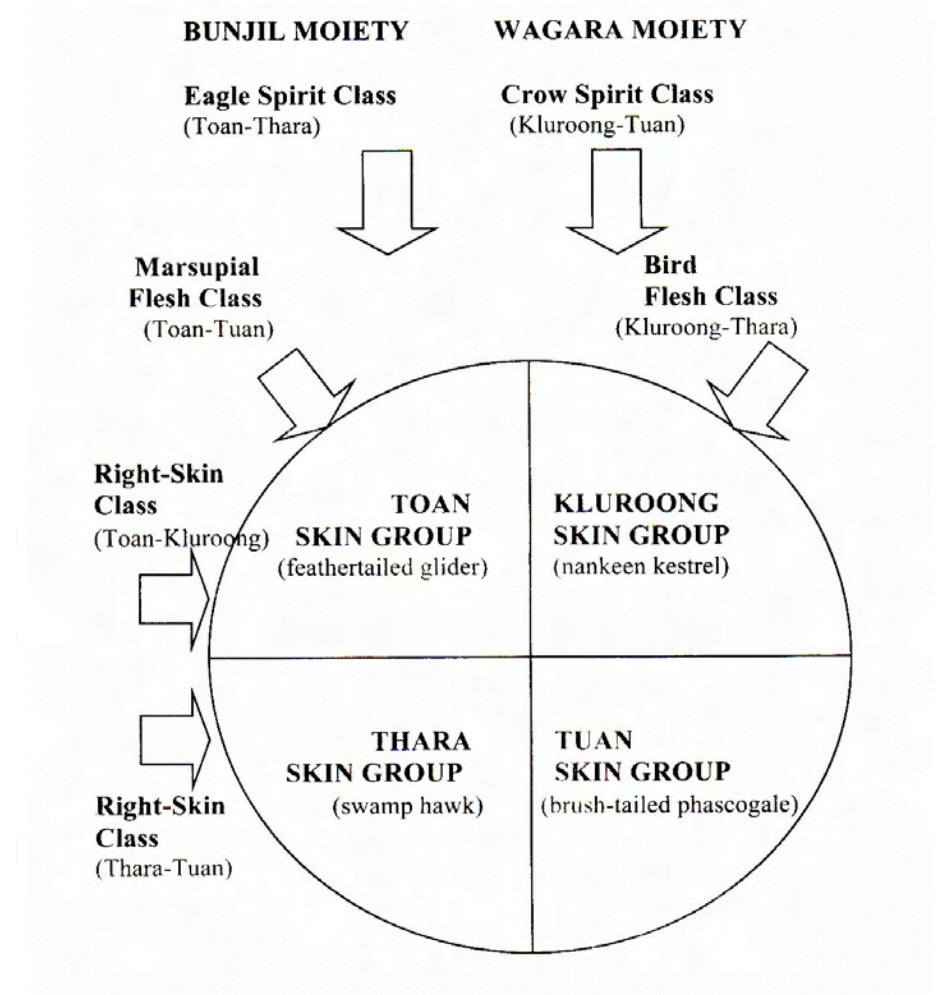 BUNJIL MOIETY
WAGARA MOIETY
Eagle Spirit Class
(Toan-Thara)
Crow Spirit Class
(Kluroong-Tuan)
Marsupial
Flesh Class
(Toan-Tuan)
Bird
Flesh Class
(Kluroong-Thara)
Right-Skin
Class
(Toan-Kluroong)
TOAN
SKIN GROUP
(feathertailed glider)
KLUROONG
SKIN GROUP
(nankeen kestrel)
THARA
SKIN GROUP
(swamp hawk)
TUAN
SKIN GROUP
(brush-tailed phascogale)
Right-Skin
Class
(Thara-Tuan)